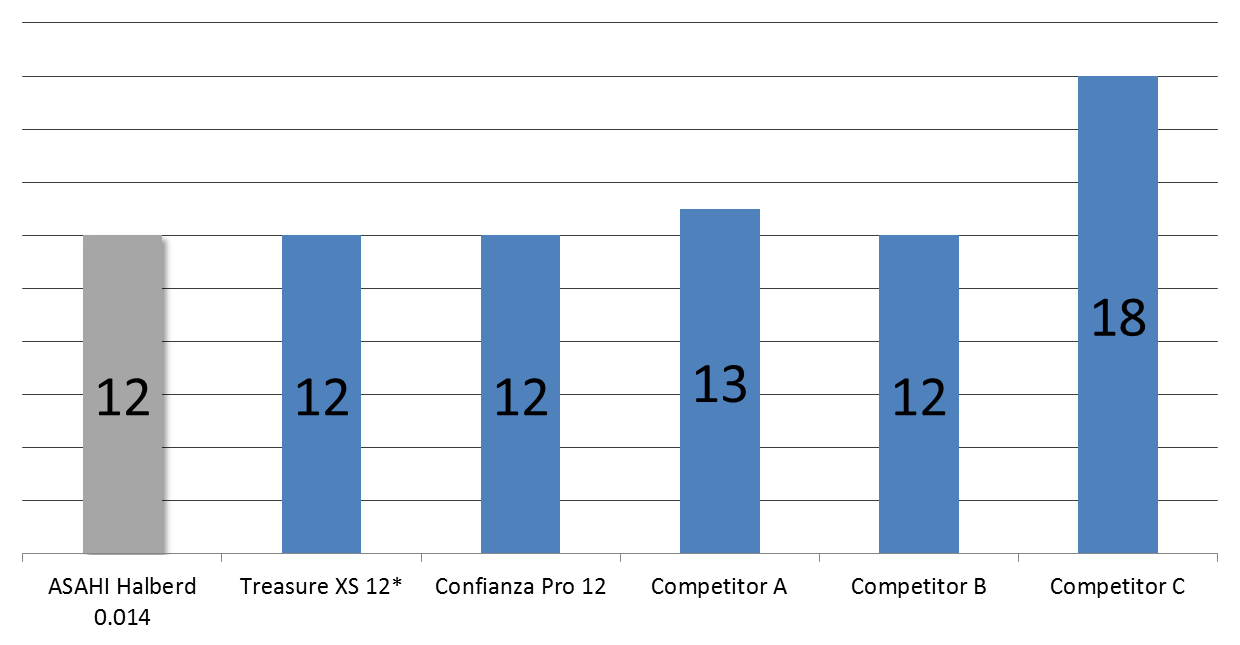 12
12
12
13
12
18
ASAHI Halberd
0.014
Treasure XS 12*
Confianza Pro 12
Competitor A
Competitor B
Competitor C